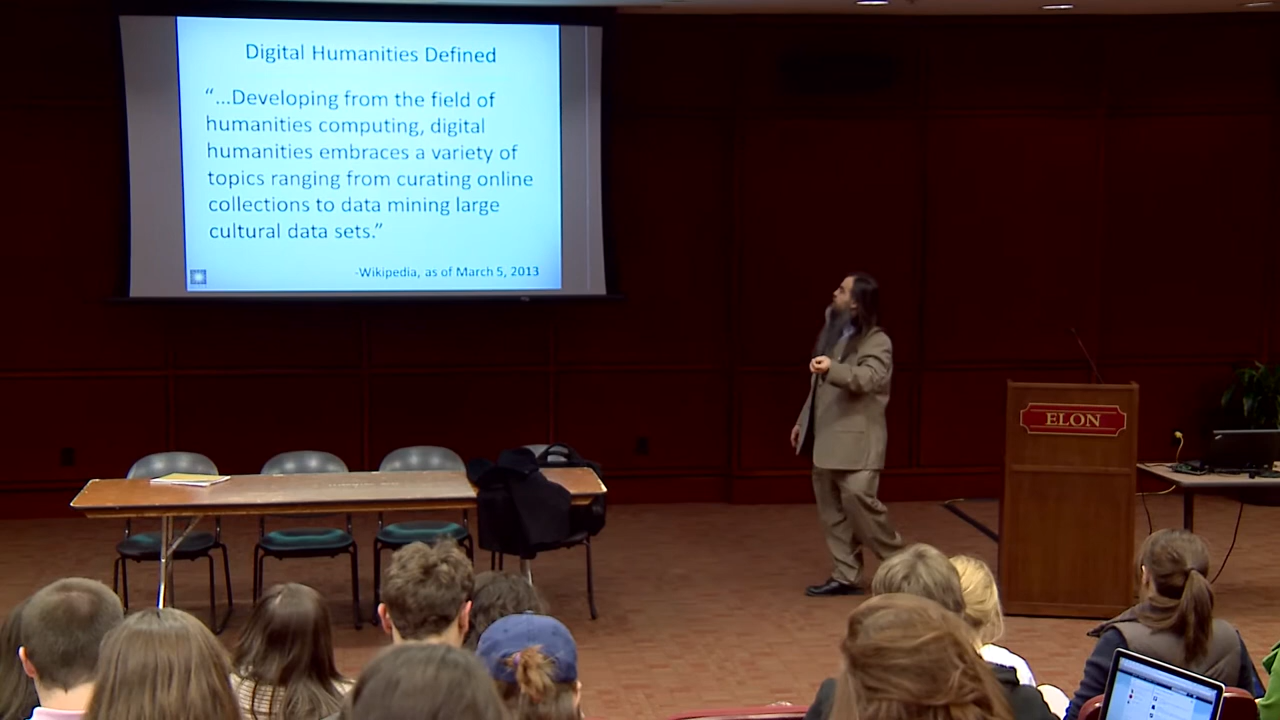 Digital Humanities Defined
“...Developing from the field of
humanities computing, digital
humanities embraces a variety of
topics ranging from curating online
collections to data mining large
cultural data sets.”
-Wikipedia, as of March 5, 2013
ELON